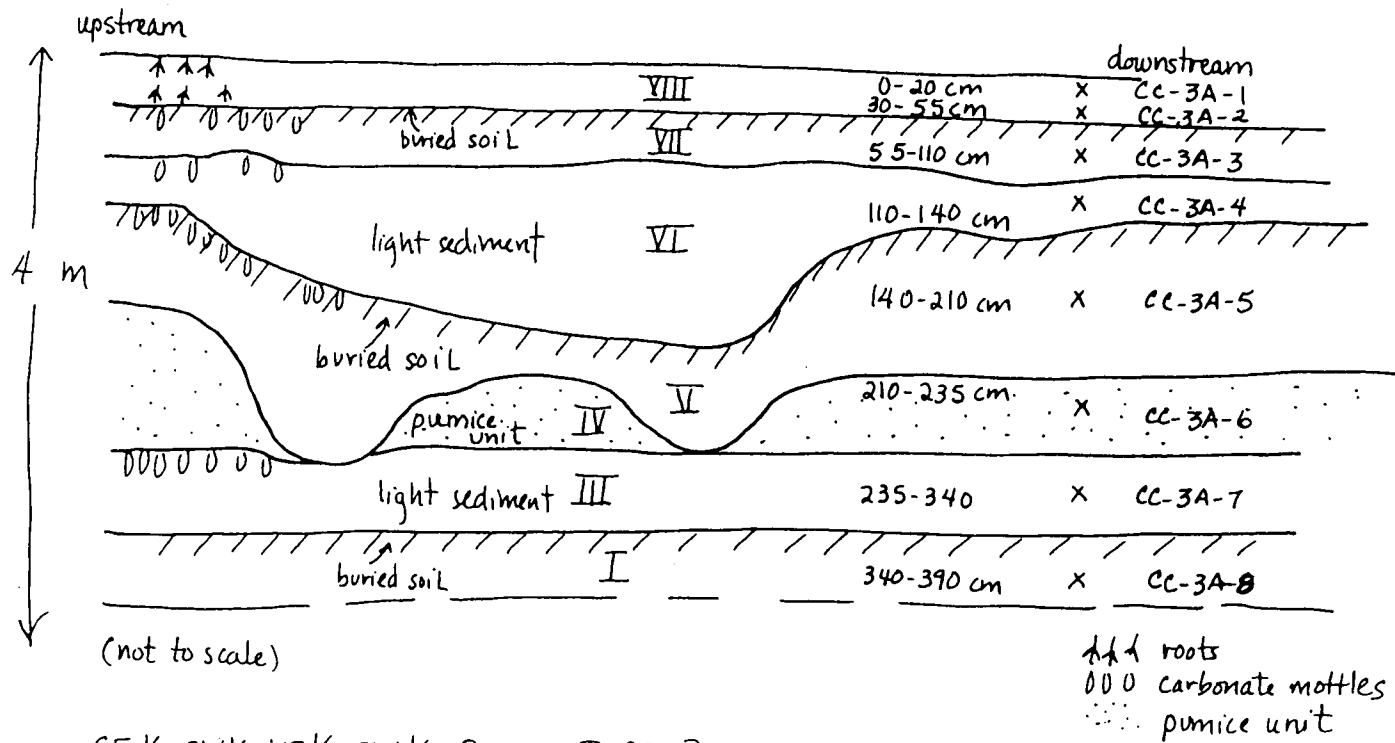 upstream
downstream
VIII 0-20 cm X CC-3A-1
30-55cm X CC-3A-2
buried soil VII 55-110 cm X CC-3A-3
110-140 cm X CC-3A-4
light sediment VI
4 m
140-210 cm X CC-3A-5
buried soil
V
210-235 cm. X CC-3A-6
pumice unit IV
light sediment III 235-340 X CC-3A-7
buried soil I 340-390 cm X CC-3A-8
(not to scale)
roots
carbonate mottles
pumice unit